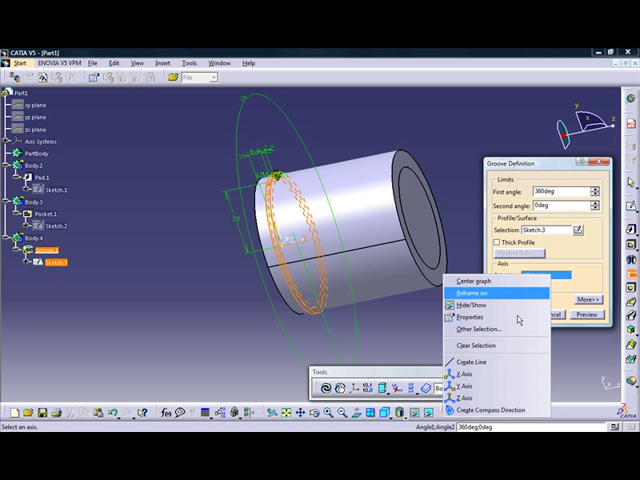 CATIA V5 - [Part1]
Start ENOVIA V5 VPM File Edit View Insert Tools Window Help
File
Part1
xy plane
yz plane
zx plane
Axis Systems
PartBody
Body.2
Pad.1
Sketch.1
Body.3
Pocket.1
Sketch.2
Body.4
Sketch.3
38
y
x
z
Groove Definition
Limits
First angle: 360deg
Second angle: 0deg
Profile/Surface
Selection: Sketch.3
Thick Profile
Axis
More>>
Preview
Center graph
Reframe on
Hide/Show
Properties
Other Selection...
Clear Selection
Create Line
X Axis
Y Axis
Z Axis
Create Compass Direction
Tools
Select an axis.
Angle1;Angle2 360deg;0deg